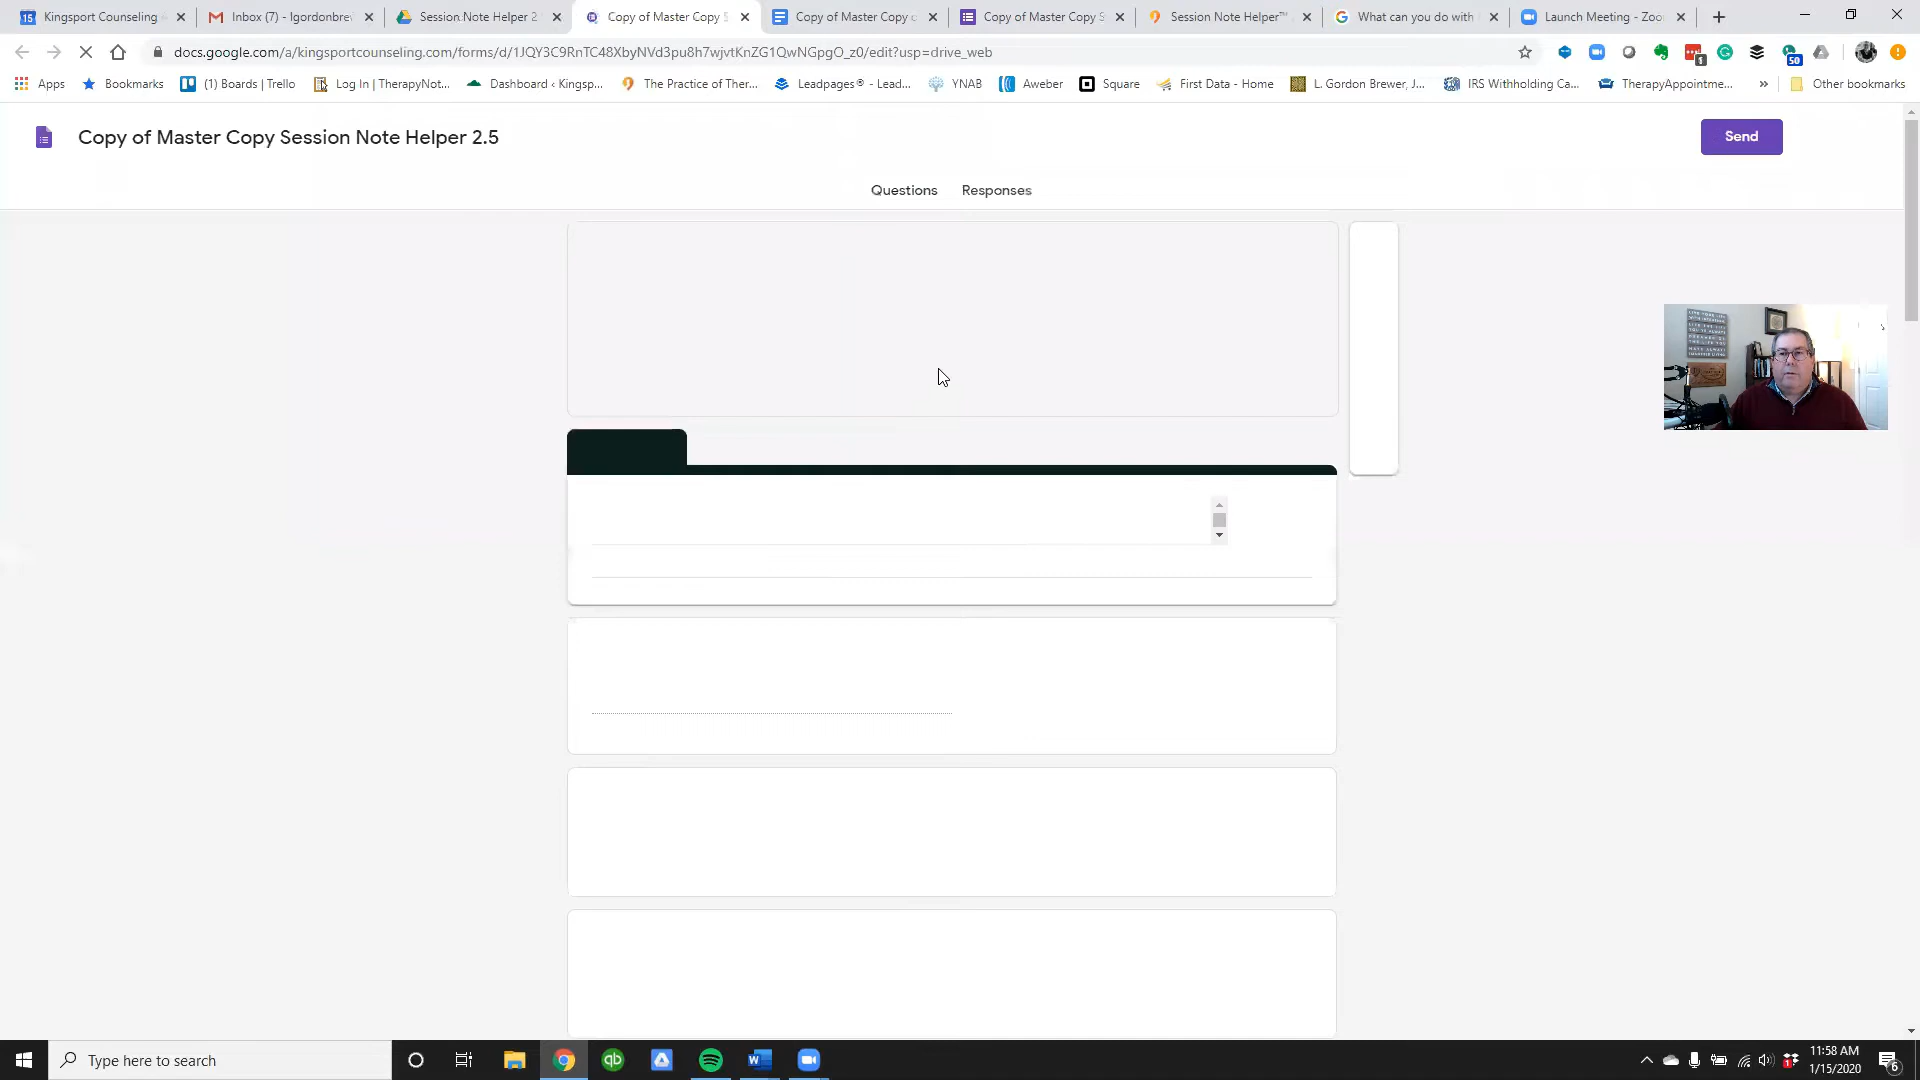 Kingsport Counseling
Inbox (7) - lgordonbre
Session Note Helper 2
Copy of Master Copy S
Copy of Master Copy o
Copy of Master Copy S
Session Note Helper™
What can you do with
Launch Meeting - Zoo
docs.google.com/a/kingsportcounseling.com/forms/d/1JQY3C9RnTC48XbyNVd3pu8h7wjvtKnZG1QwNGpgO_z0/edit?usp=drive_web
50
Apps
Bookmarks
(1) Boards | Trello
Log In | TherapyNot...
Dashboard ‹ Kingsp...
The Practice of Ther...
Leadpages® - Lead...
YNAB
Aweber
Square
First Data - Home
L. Gordon Brewer, J...
IRS Withholding Ca...
TherapyAppointme...
»
Other bookmarks
Copy of Master Copy Session Note Helper 2.5
Send
Questions
Responses
Type here to search
qb
11:58 AM
1/15/2020
6